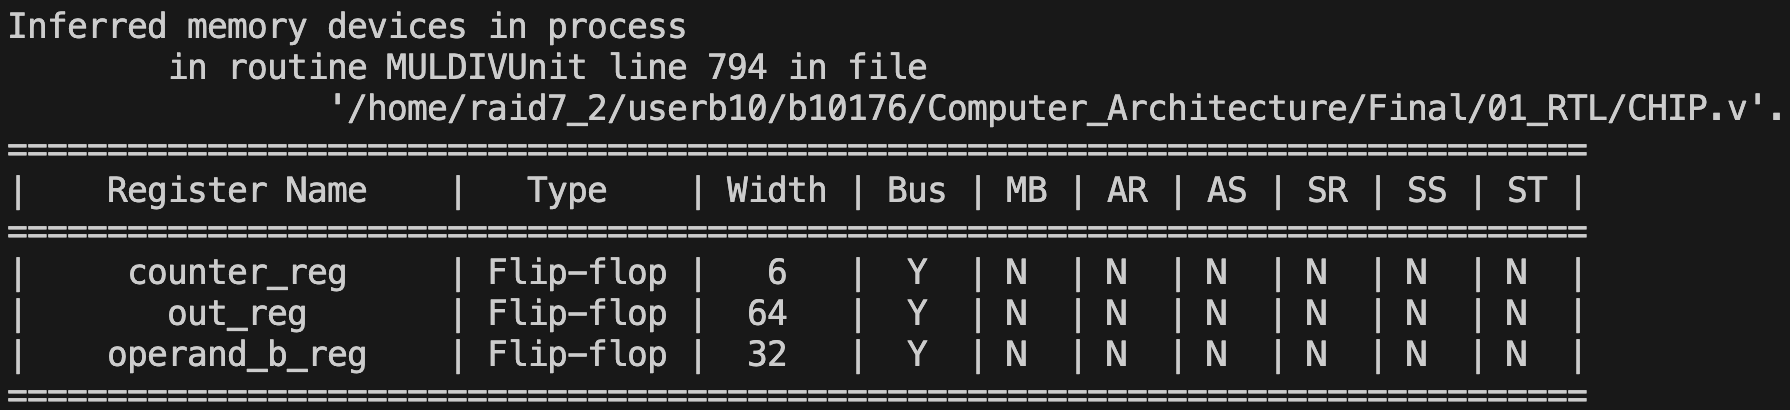 Inferred memory devices in process
        in routine MULDIVUnit line 794 in file
                '/home/raid7_2/userb10/b10176/Computer_Architecture/Final/01_RTL/CHIP.v'.
===============================================================================
|    Register Name    |   Type    | Width | Bus | MB | AR | AS | SR | SS | ST |
===============================================================================
|     counter_reg     | Flip-flop |   6   |  Y  | N  | N  | N  | N  | N  | N  |
|       out_reg       | Flip-flop |  64   |  Y  | N  | N  | N  | N  | N  | N  |
|    operand_b_reg    | Flip-flop |  32   |  Y  | N  | N  | N  | N  | N  | N  |
===============================================================================